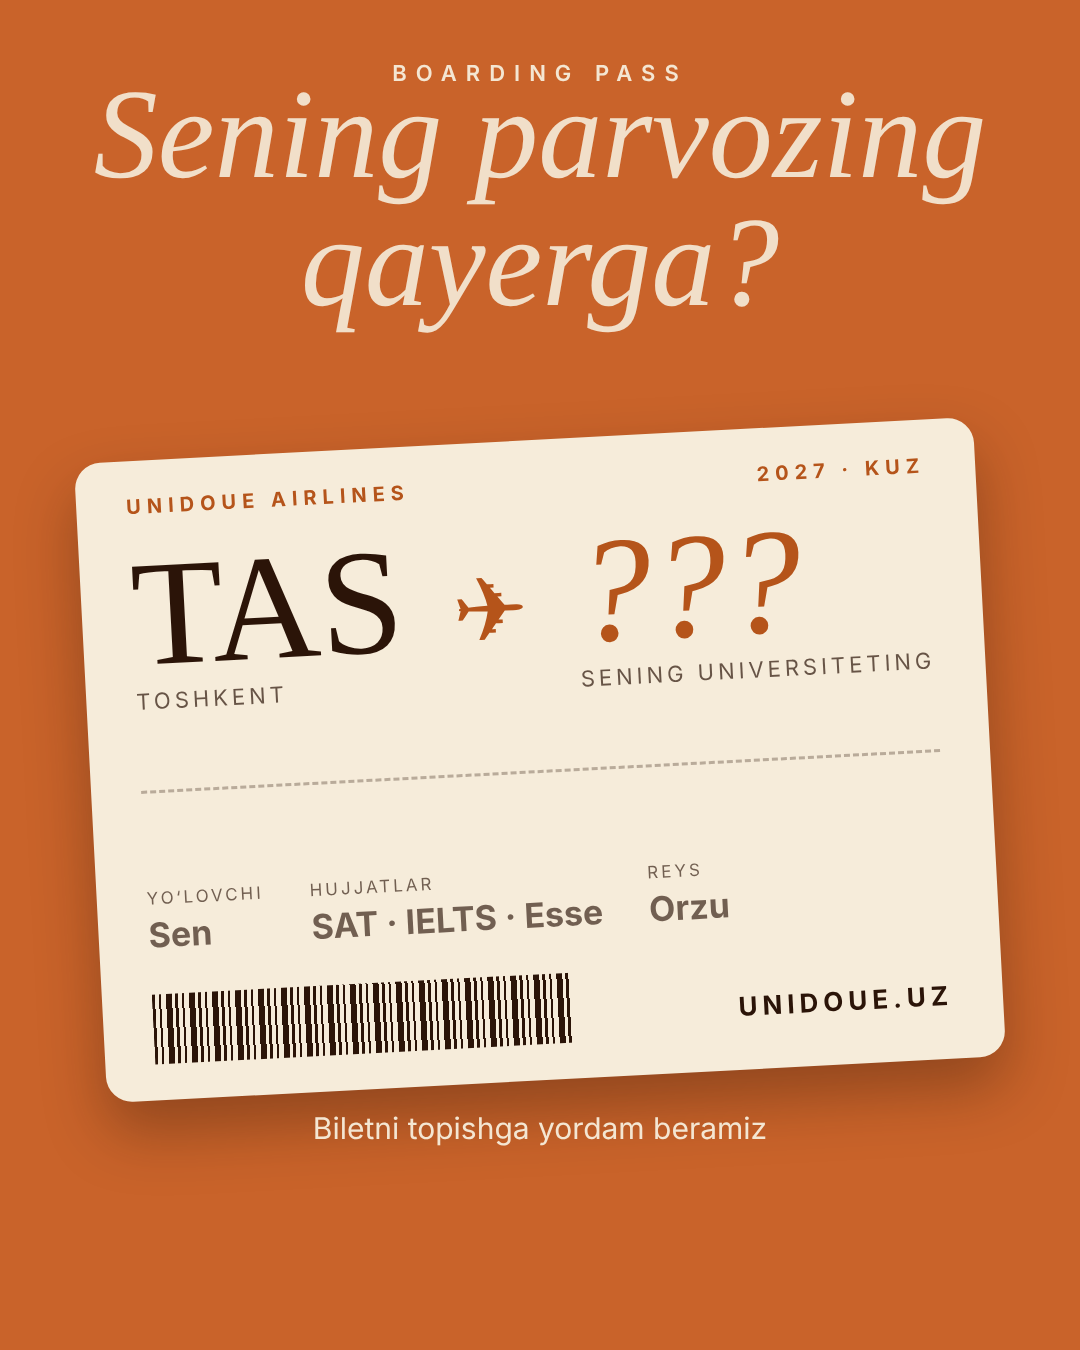 BOARDING PASS
Sening parvozing
qayerga?
UNIDOUE AIRLINES
2027 · KUZ
TAS ✈ ???
TOSHKENT
SENING UNIVERSITETING
YO‘LOVCHI
Sen
HUJJATLAR
SAT · IELTS · Esse
REYS
Orzu
UNIDOUE.UZ
Biletni topishga yordam beramiz